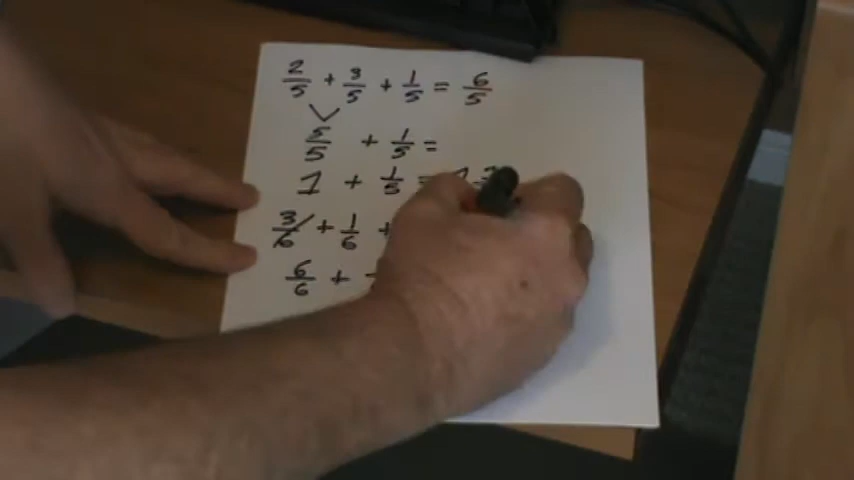 2/5 + 3/5 + 1/5 = 6/5
5/5 + 1/5 =
1 + 1/5 = 1
3/6 + 1/6 +
6/6 +